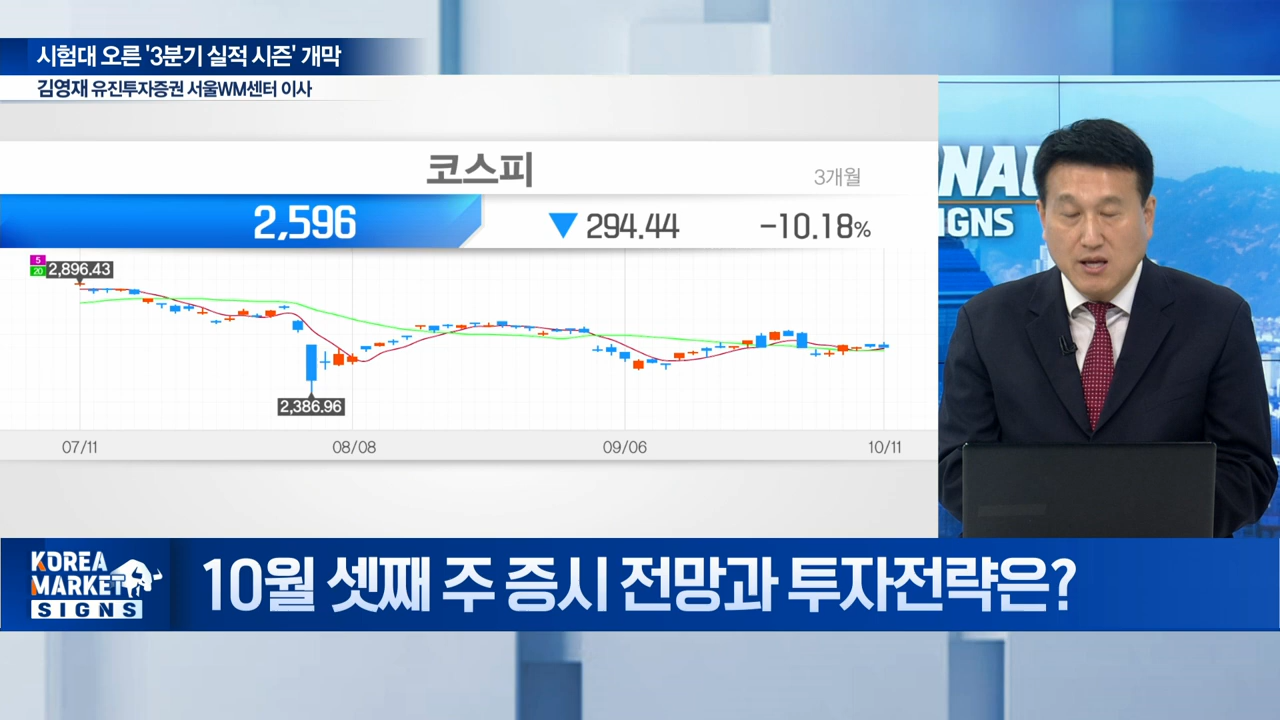 시험대 오른 '3분기 실적 시즌' 개막
김영재 유진투자증권 서울WM센터 이사
코스피
3개월
2,596 ▼ 294.44 -10.18%
5
20
2,896.43
2,386.96
07/11 08/08 09/06 10/11
GNS
KOREA
MARKET
SIGNS
10월 셋째 주 증시 전망과 투자전략은?